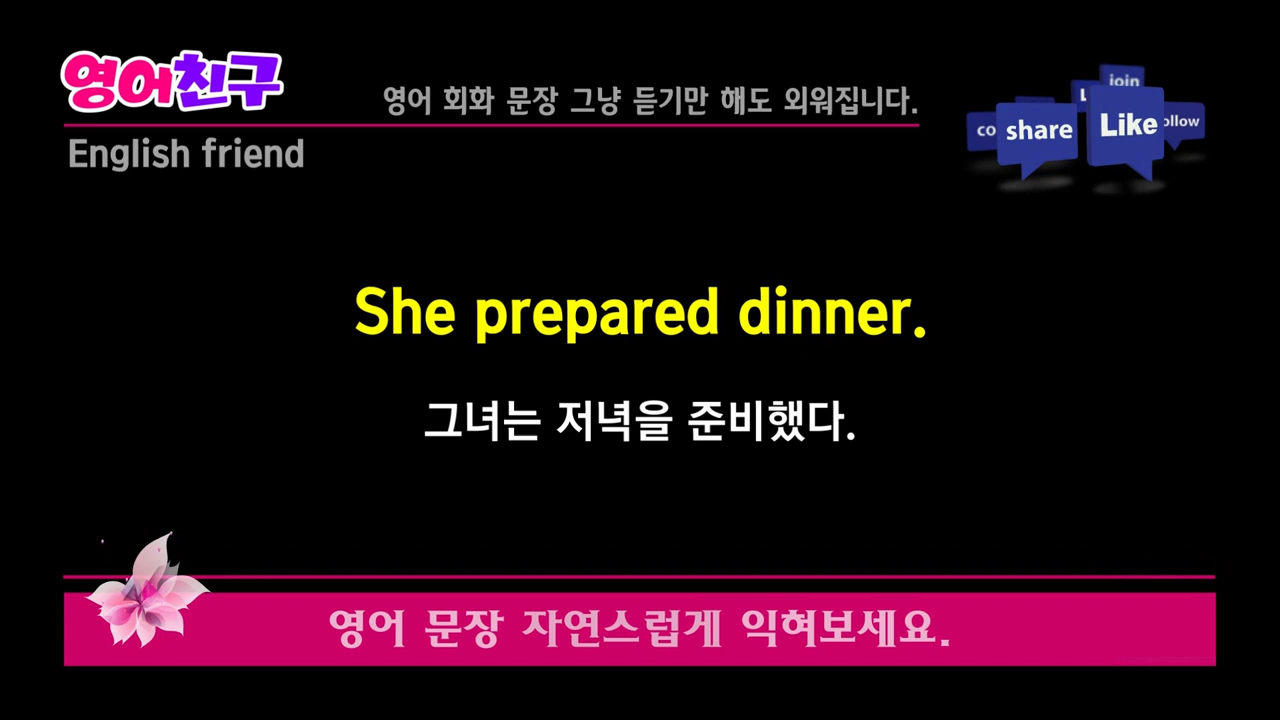 영어친구
영어 회화 문장 그냥 듣기만 해도 외워집니다.
English friend
join
share
Like
She prepared dinner.
그녀는 저녁을 준비했다.
영어 문장 자연스럽게 익혀보세요.